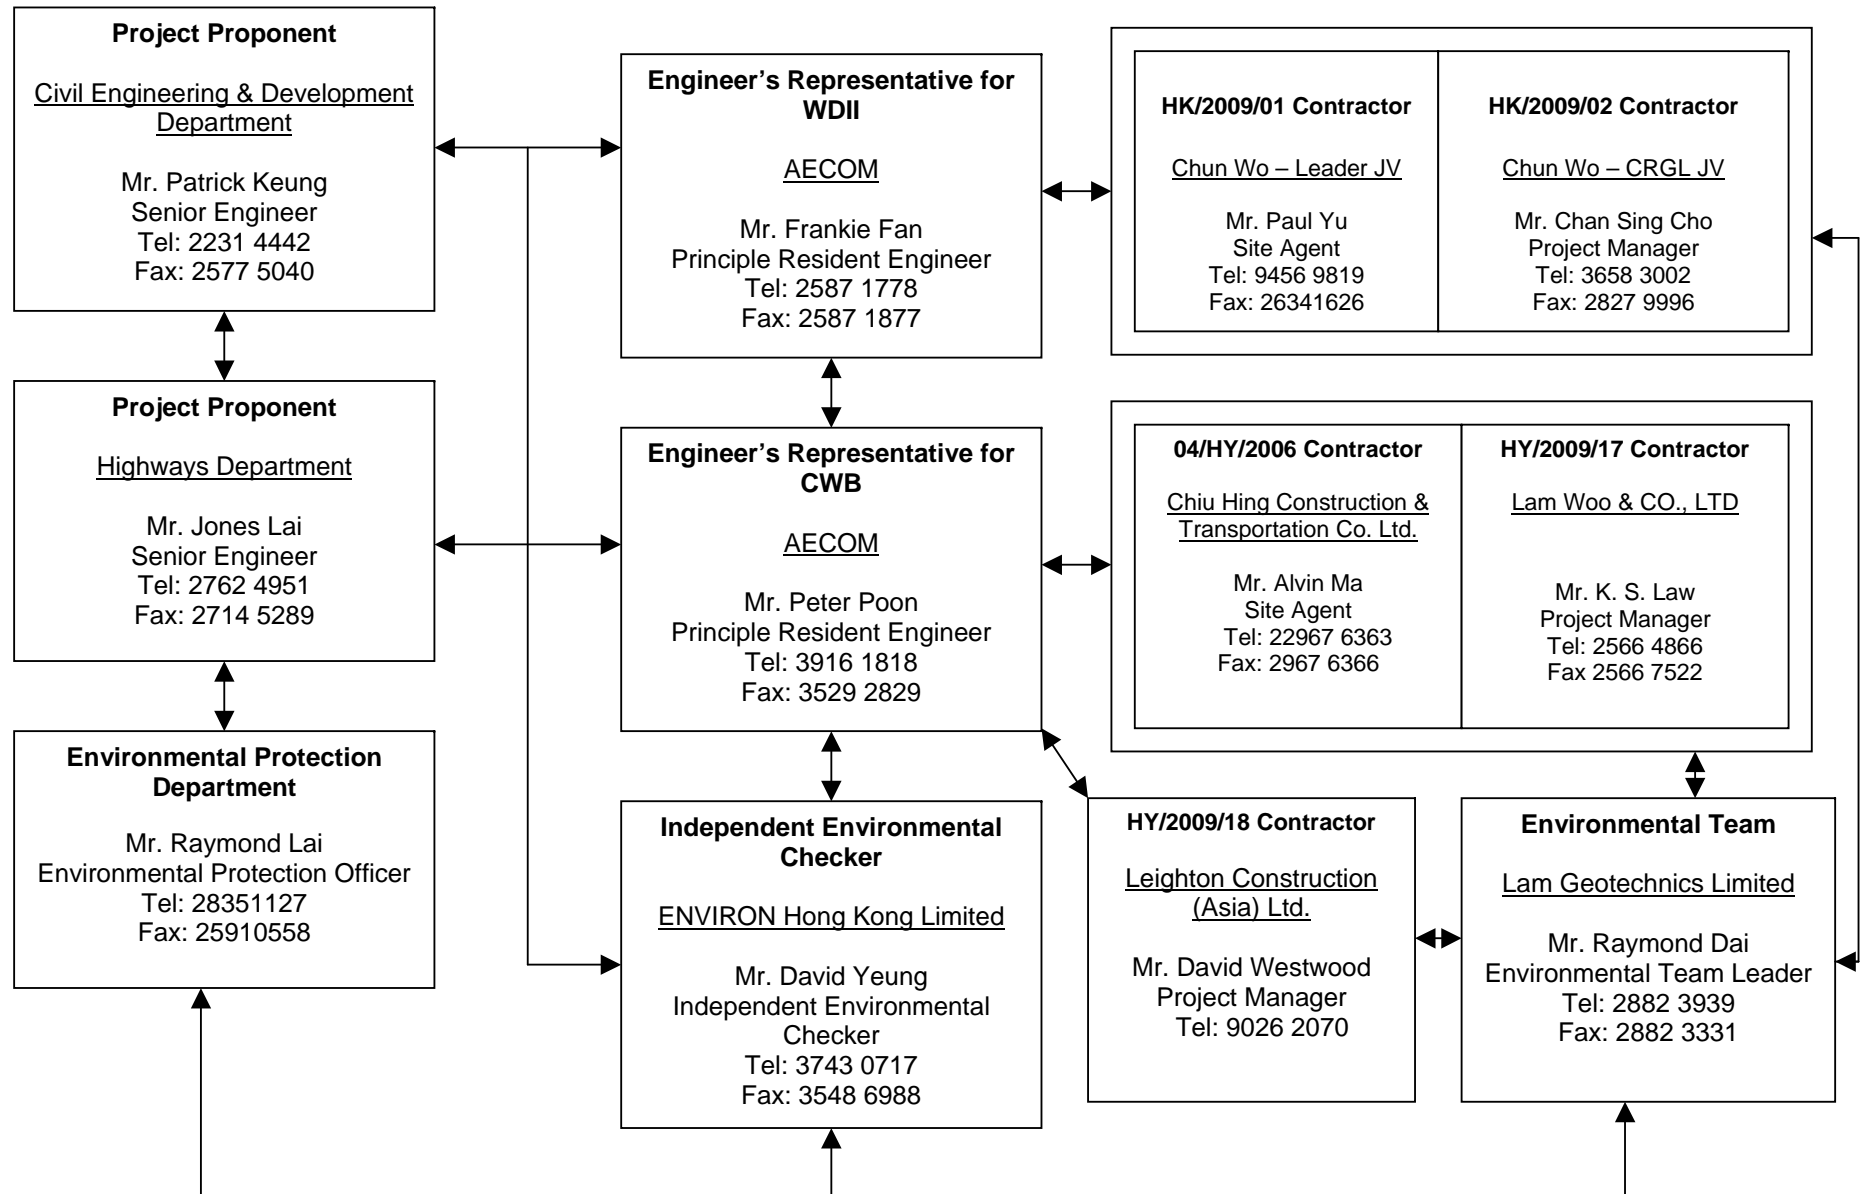 Project Proponent
Civil Engineering & Development
Department
Mr. Patrick Keung
Senior Engineer
Tel: 2231 4442
Fax: 2577 5040
Project Proponent
Highways Department
Mr. Jones Lai
Senior Engineer
Tel: 2762 4951
Fax: 2714 5289
Environmental Protection
Department
Mr. Raymond Lai
Environmental Protection Officer
Tel: 28351127
Fax: 25910558
Engineer’s Representative for
WDII
AECOM
Mr. Frankie Fan
Principle Resident Engineer
Tel: 2587 1778
Fax: 2587 1877
Engineer’s Representative for
CWB
AECOM
Mr. Peter Poon
Principle Resident Engineer
Tel: 3916 1818
Fax: 3529 2829
Independent Environmental
Checker
ENVIRON Hong Kong Limited
Mr. David Yeung
Independent Environmental
Checker
Tel: 3743 0717
Fax: 3548 6988
HK/2009/01 Contractor
Chun Wo – Leader JV
Mr. Paul Yu
Site Agent
Tel: 9456 9819
Fax: 26341626
HK/2009/02 Contractor
Chun Wo – CRGL JV
Mr. Chan Sing Cho
Project Manager
Tel: 3658 3002
Fax: 2827 9996
04/HY/2006 Contractor
Chiu Hing Construction &
Transportation Co. Ltd.
Mr. Alvin Ma
Site Agent
Tel: 22967 6363
Fax: 2967 6366
HY/2009/17 Contractor
Lam Woo & CO., LTD
Mr. K. S. Law
Project Manager
Tel: 2566 4866
Fax 2566 7522
HY/2009/18 Contractor
Leighton Construction
(Asia) Ltd.
Mr. David Westwood
Project Manager
Tel: 9026 2070
Environmental Team
Lam Geotechnics Limited
Mr. Raymond Dai
Environmental Team Leader
Tel: 2882 3939
Fax: 2882 3331